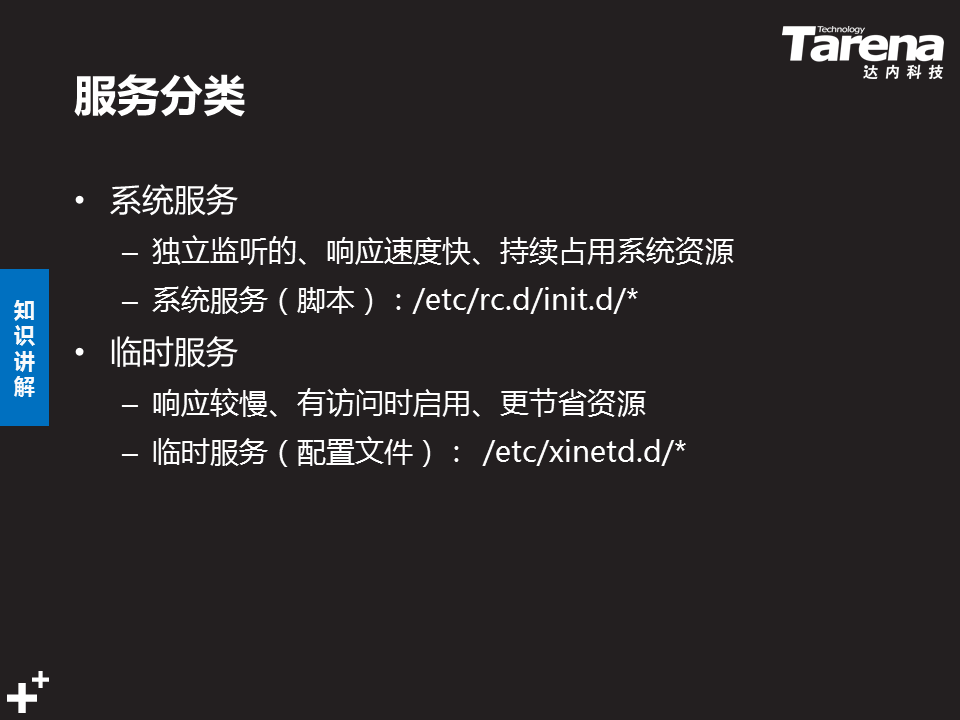 Technology
Tarena
达内科技
服务分类
• 系统服务
– 独立监听的、响应速度快、持续占用系统资源
– 系统服务（脚本）：/etc/rc.d/init.d/*
知识讲解
• 临时服务
– 响应较慢、有访问时启用、更节省资源
– 临时服务（配置文件）： /etc/xinetd.d/*